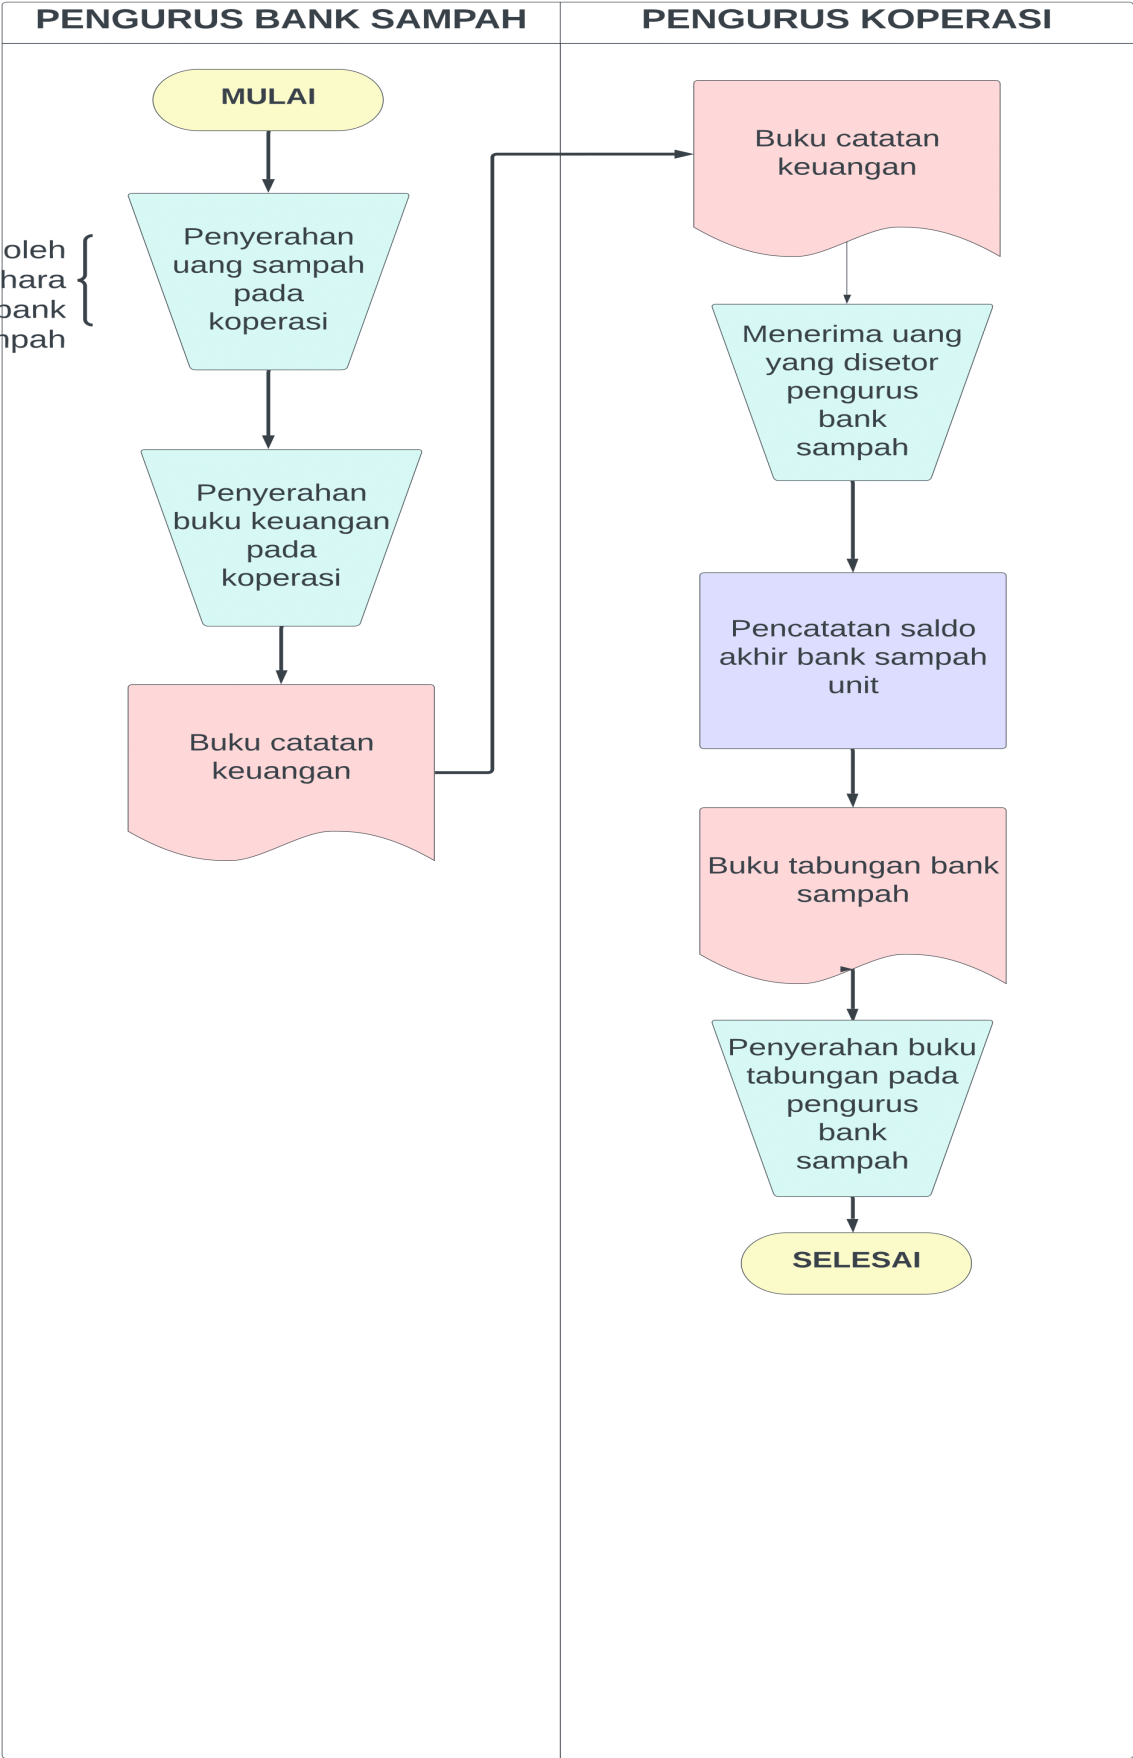 PENGURUS BANK SAMPAH
MULAI
Penyerahan
uang sampah
pada
koperasi
oleh
bank
Penyerahan
buku keuangan
pada
koperasi
Buku catatan
keuangan
PENGURUS KOPERASI
Buku catatan
keuangan
Menerima uang
yang disetor
pengurus
bank
sampah
Pencatatan saldo
akhir bank sampah
unit
Buku tabungan bank
sampah
Penyerahan buku
tabungan pada
pengurus
bank
sampah
SELESAI